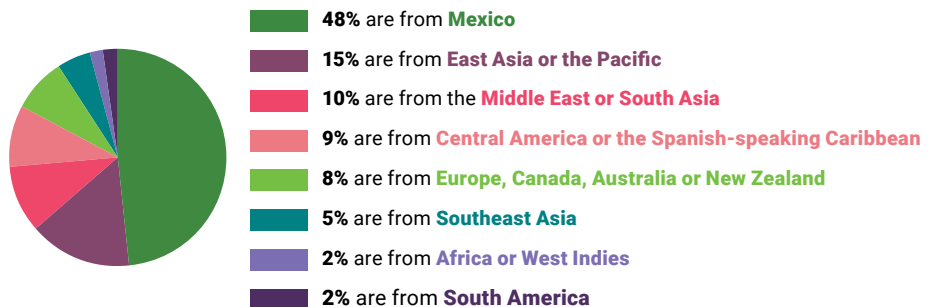 48% are from Mexico
15% are from East Asia or the Pacific
10% are from the Middle East or South Asia
9% are from Central America or the Spanish-speaking Caribbean
8% are from Europe, Canada, Australia or New Zealand
5% are from Southeast Asia
2% are from Africa or West Indies
2% are from South America